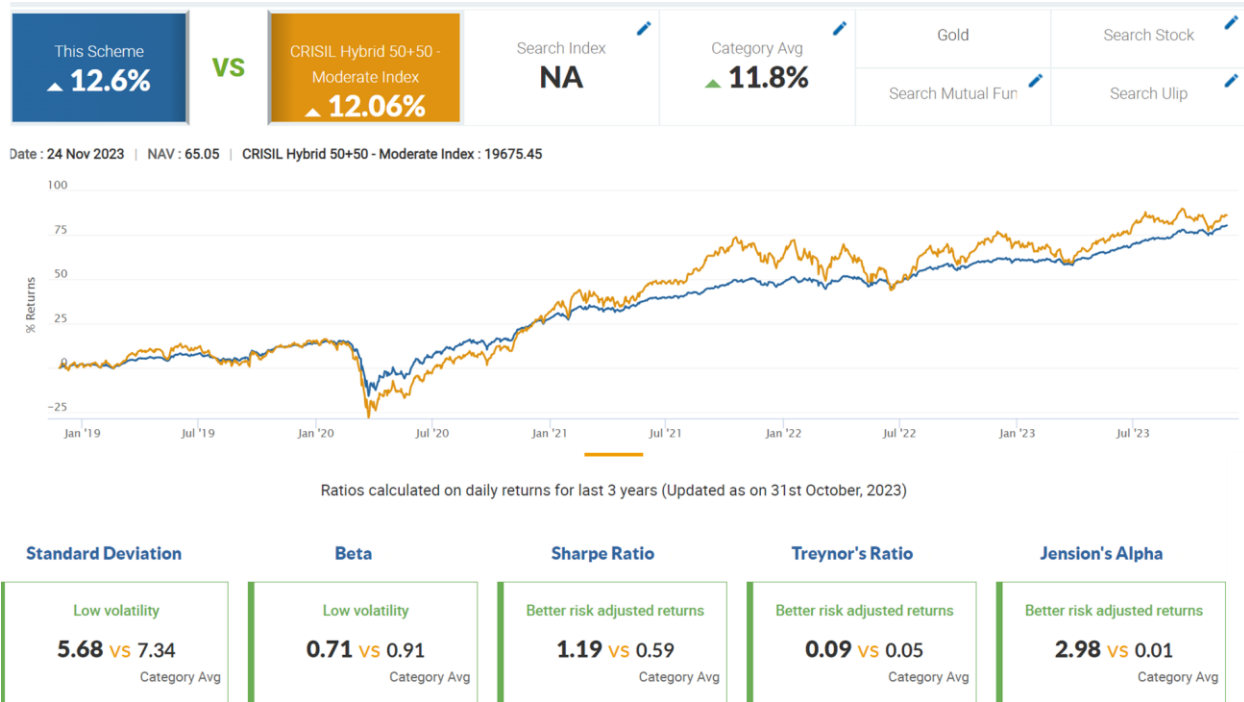 This Scheme
12.6%
VS
CRISIL Hybrid 50+50 -
Moderate Index
12.06%
Search Index
NA
Category Avg
11.8%
Gold
Search Stock
Search Mutual Fun
Search Ulip
Date : 24 Nov 2023 | NAV : 65.05 | CRISIL Hybrid 50+50 - Moderate Index : 19675.45
100
75
50
25
0
-25
% Returns
Jan '19
Jul '19
Jan '20
Jul '20
Jan '21
Jul '21
Jan '22
Jul '22
Jan '23
Jul '23
Ratios calculated on daily returns for last 3 years (Updated as on 31st October, 2023)
Standard Deviation
Low volatility
5.68 vs 7.34
Category Avg
Beta
Low volatility
0.71 vs 0.91
Category Avg
Sharpe Ratio
Better risk adjusted returns
1.19 vs 0.59
Category Avg
Treynor's Ratio
Better risk adjusted returns
0.09 vs 0.05
Category Avg
Jension's Alpha
Better risk adjusted returns
2.98 vs 0.01
Category Avg